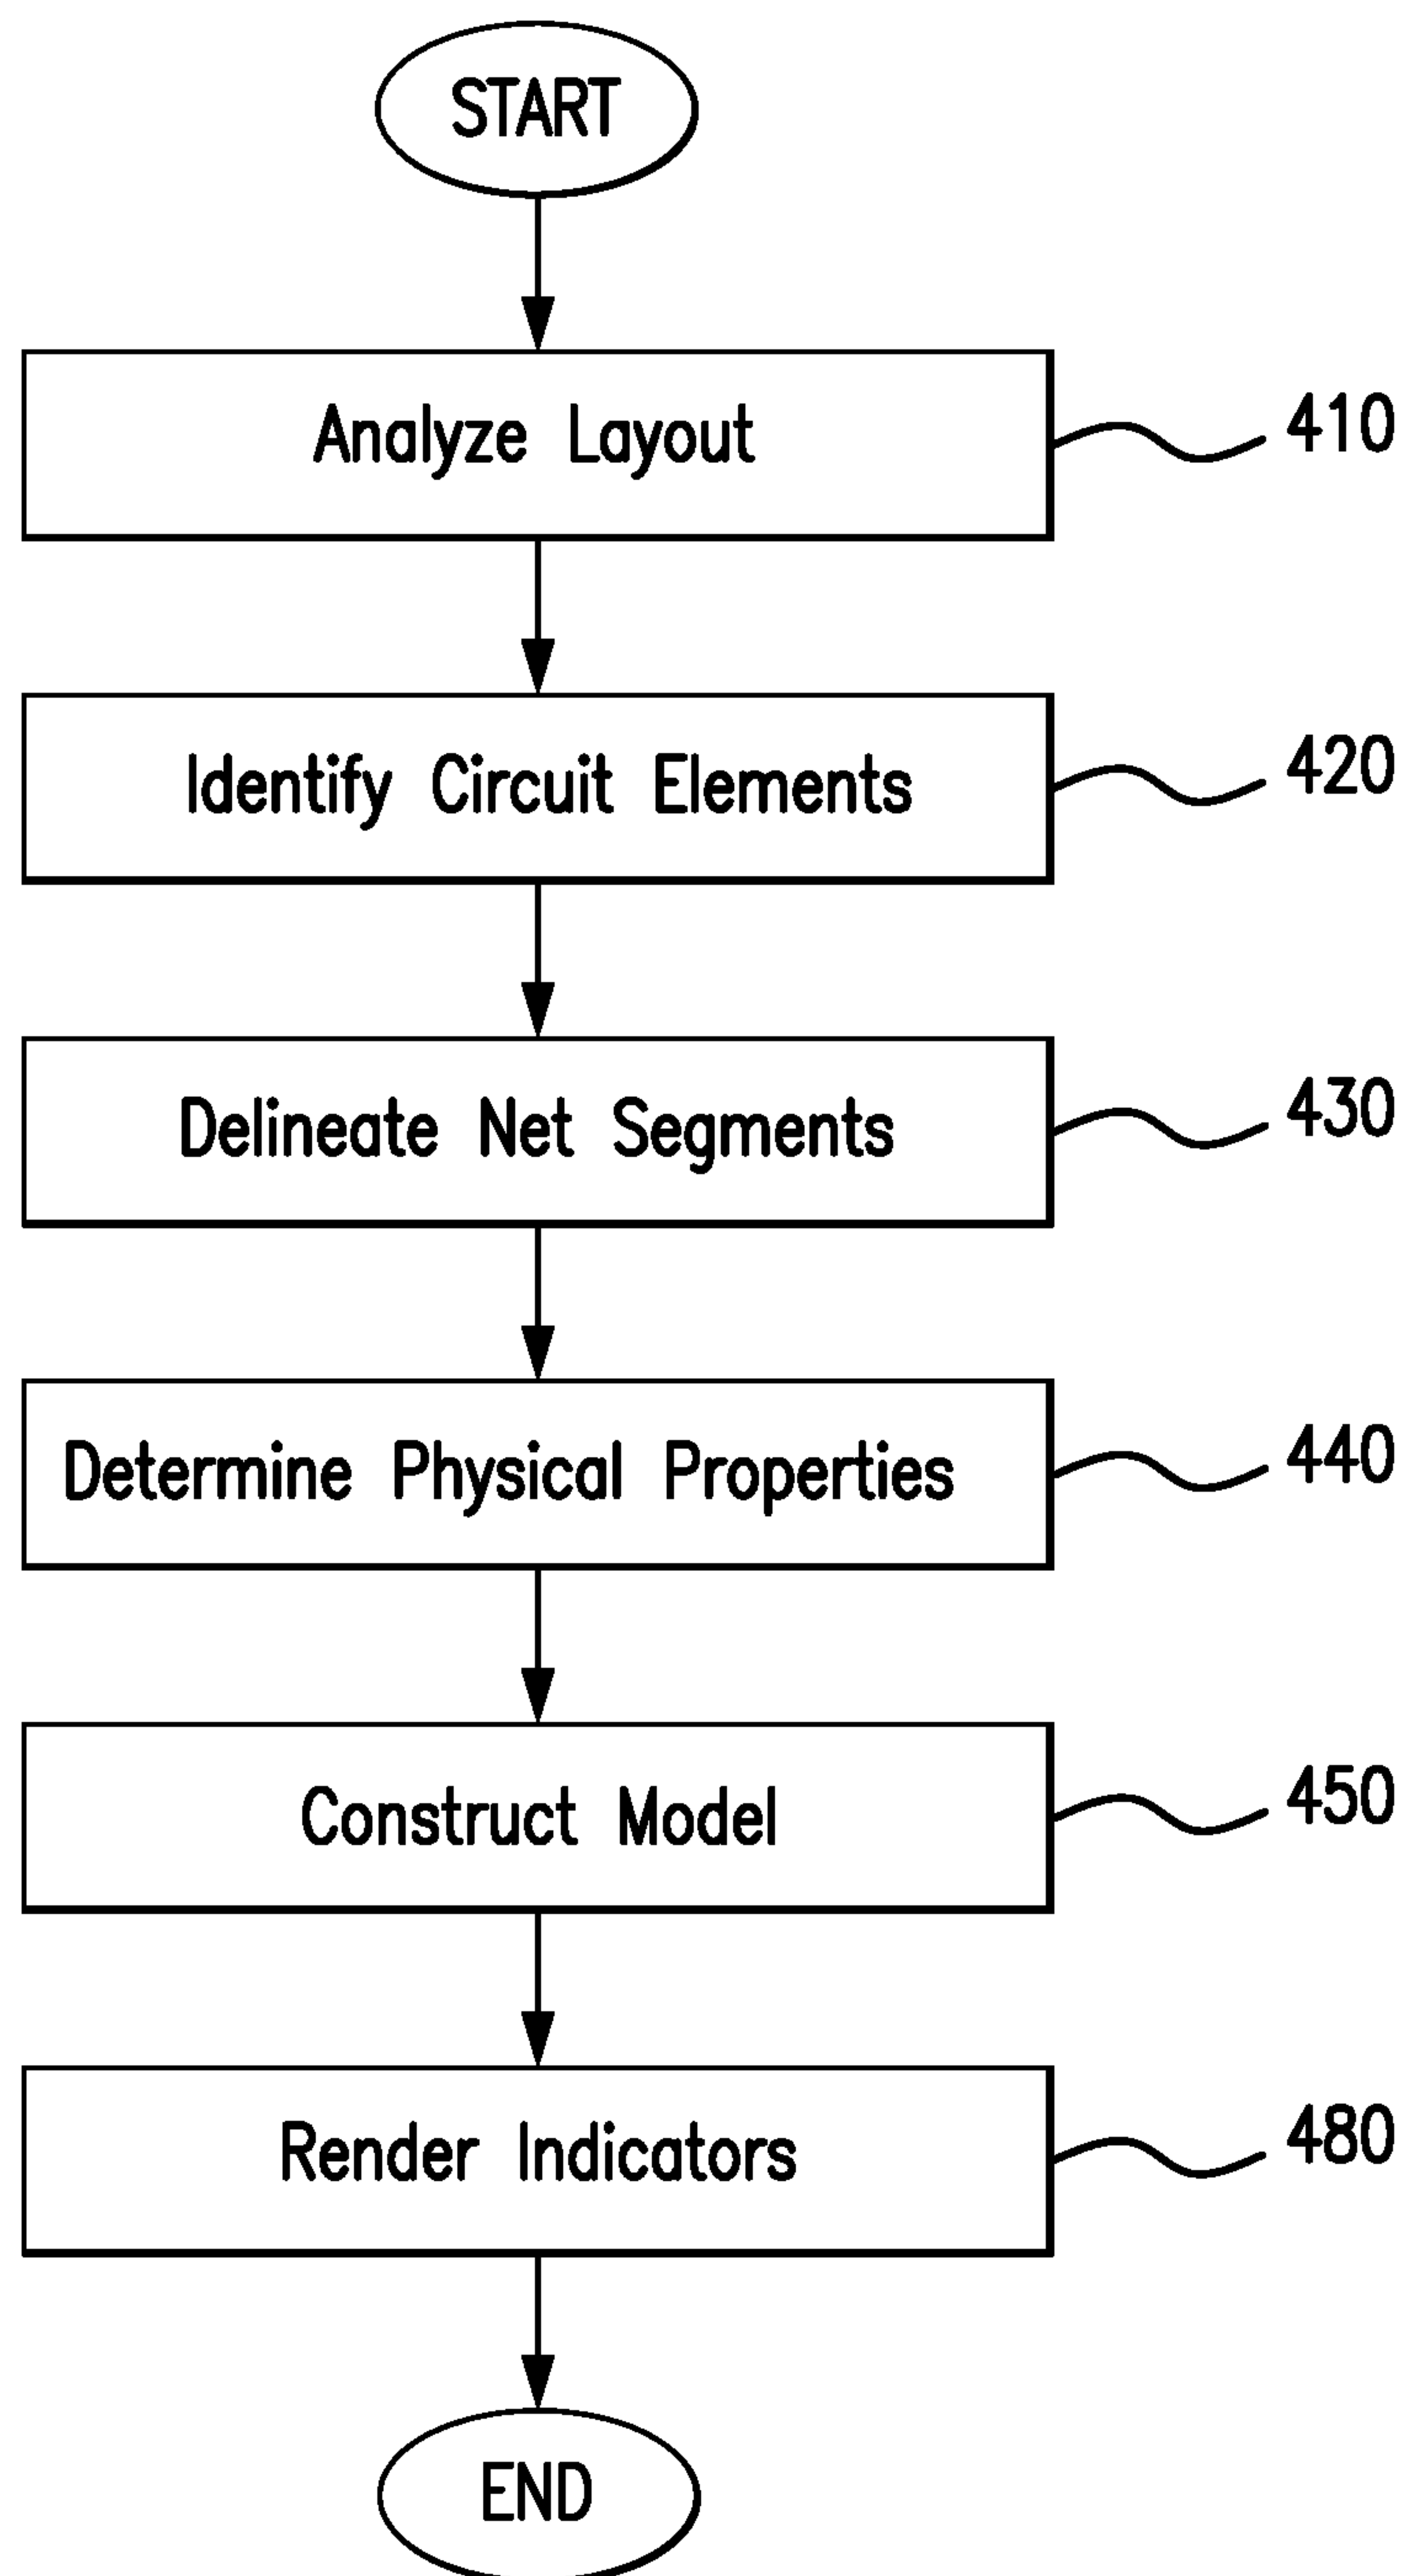 START
Analyze Layout
410
Identify Circuit Elements
420
Delineate Net Segments
430
Determine Physical Properties
440
Construct Model
450
Render Indicators
480
END